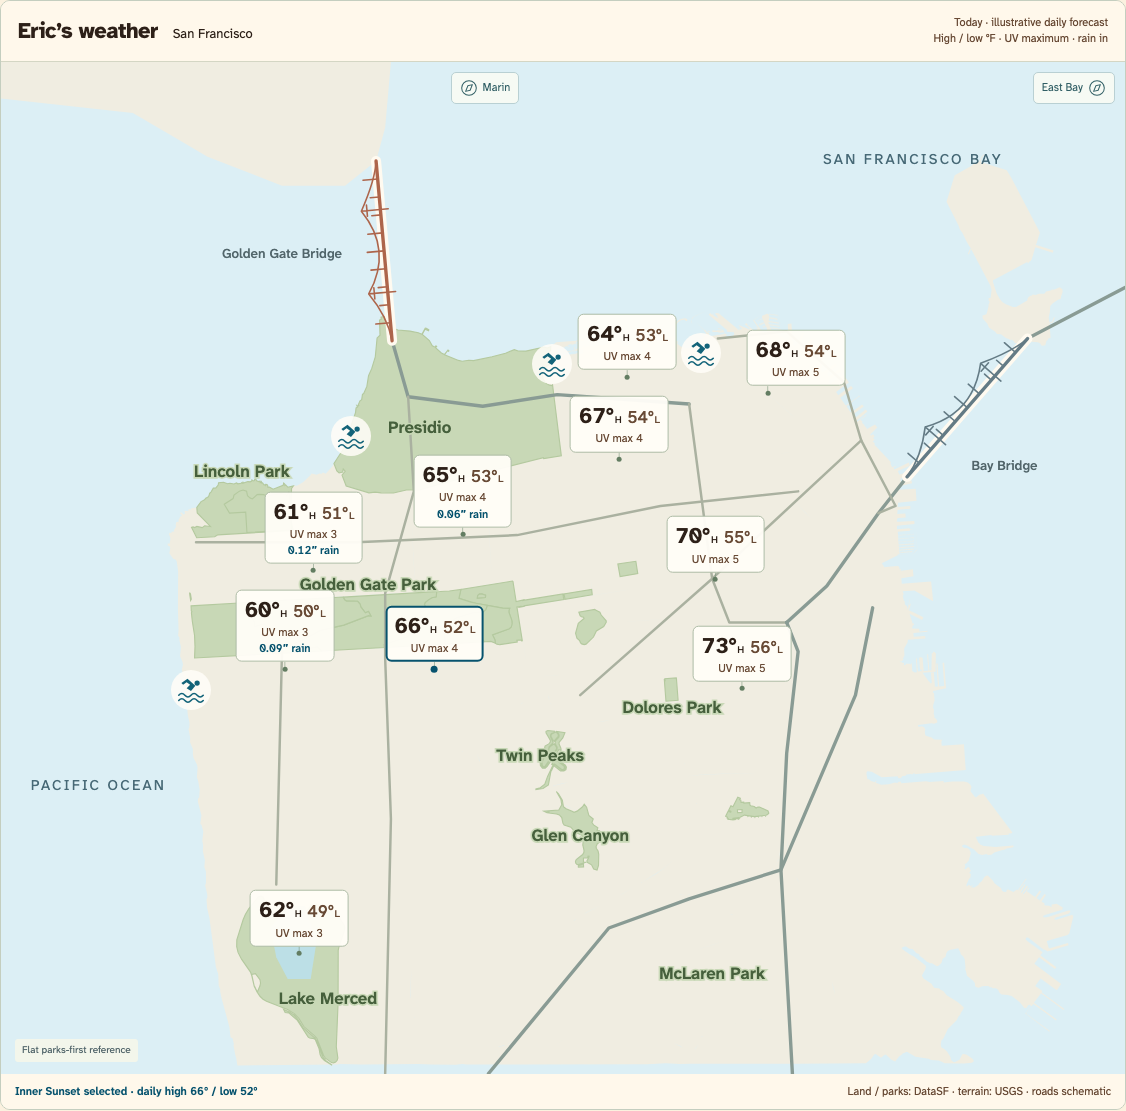 Eric's weather
San Francisco
Today · illustrative daily forecast
High / low °F · UV maximum · rain in
Marin
East Bay
SAN FRANCISCO BAY
Golden Gate Bridge
64°H 53°L
UV max 4
68°H 54°L
UV max 5
67°H 54°L
UV max 4
Presidio
Bay Bridge
Lincoln Park
65°H 53°L
UV max 4
0.06″ rain
61°H 51°L
UV max 3
0.12″ rain
70°H 55°L
UV max 5
Golden Gate Park
60°H 50°L
UV max 3
0.09″ rain
66°H 52°L
UV max 4
73°H 56°L
UV max 5
Dolores Park
Twin Peaks
PACIFIC OCEAN
Glen Canyon
62°H 49°L
UV max 3
McLaren Park
Lake Merced
Flat parks-first reference
Inner Sunset selected · daily high 66° / low 52°
Land / parks: DataSF · terrain: USGS · roads schematic